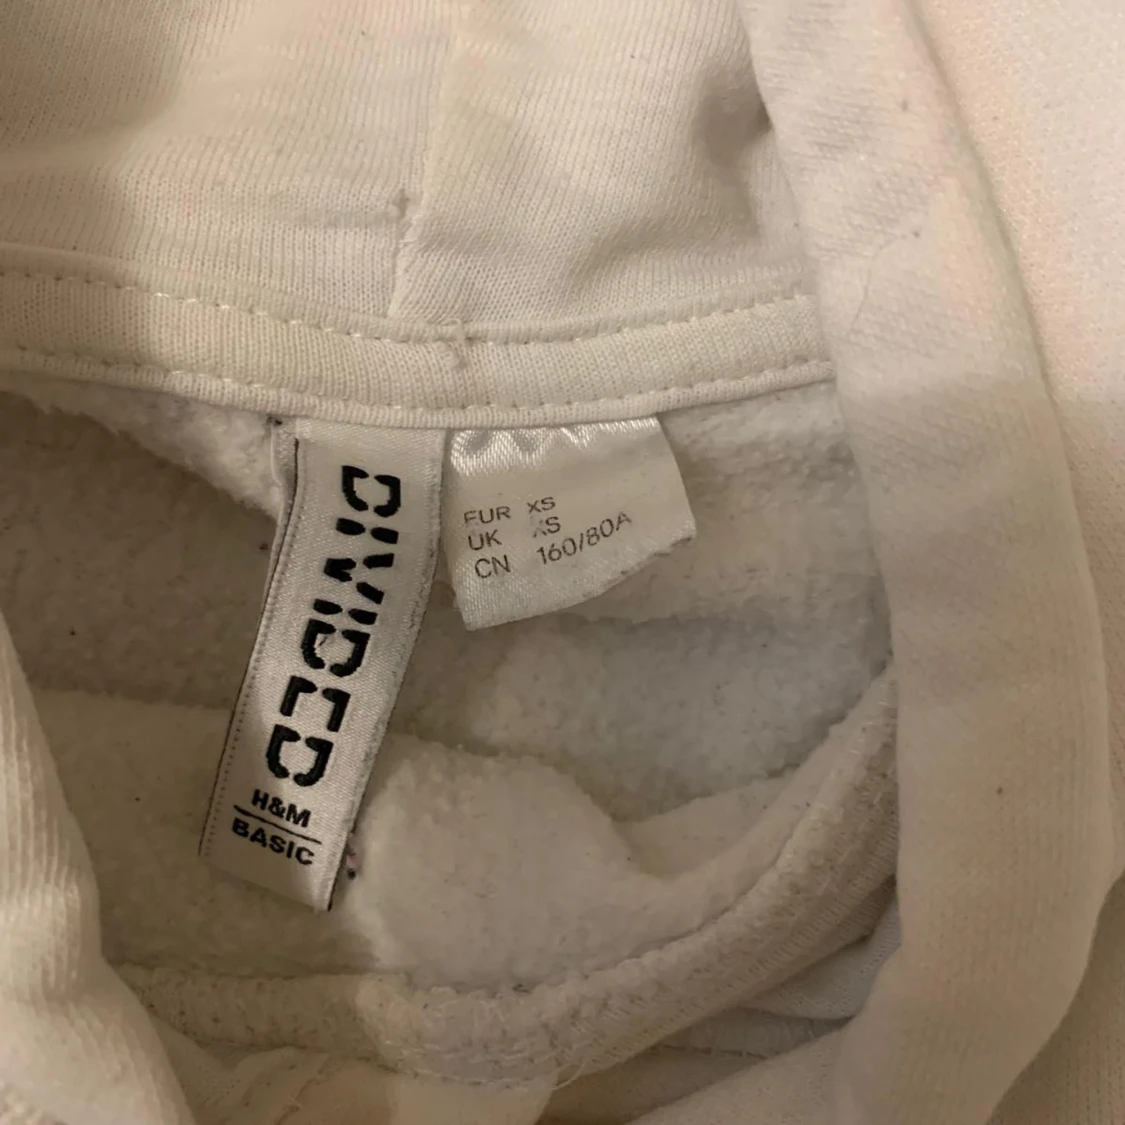 DIVIDED
H&M
BASIC
EUR XS
UK XS
CN 160/80A